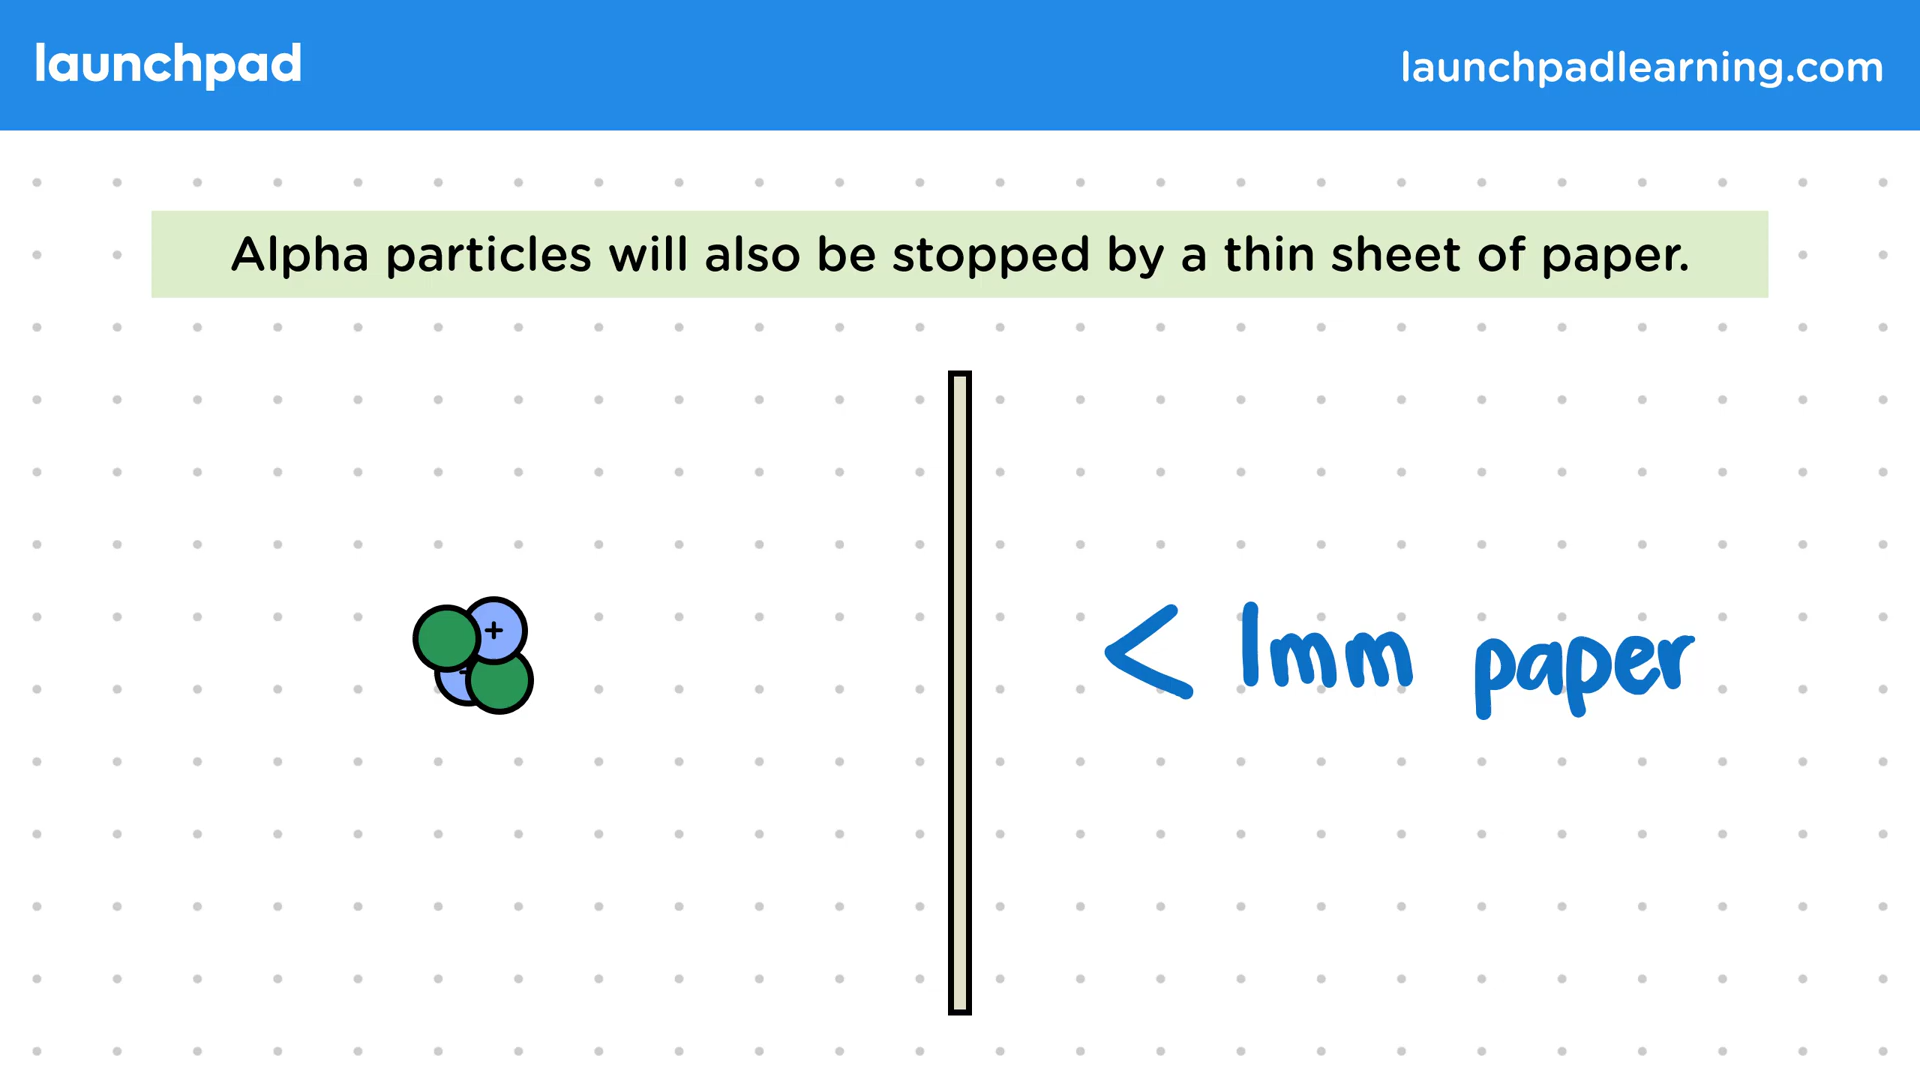 launchpad
launchpadlearning.com
Alpha particles will also be stopped by a thin sheet of paper.
+
< 1mm paper